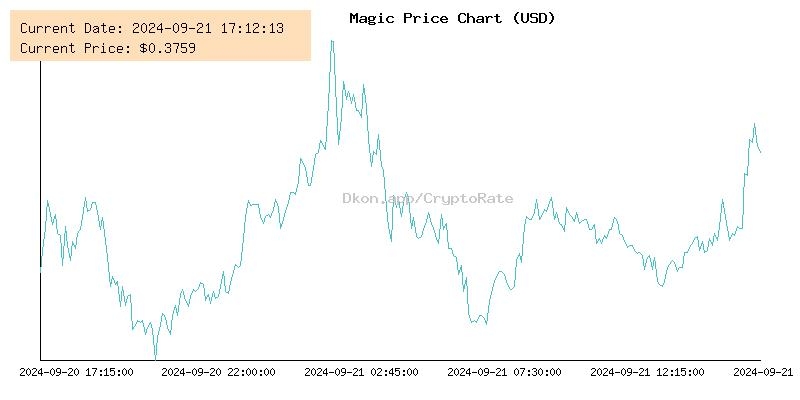 Magic Price Chart (USD)
Current Date: 2024-09-21 17:12:13
Current Price: $0.3759
Dkon.app/CryptoRate
2024-09-20 17:15:00
2024-09-20 22:00:00
2024-09-21 02:45:00
2024-09-21 07:30:00
2024-09-21 12:15:00
2024-09-21